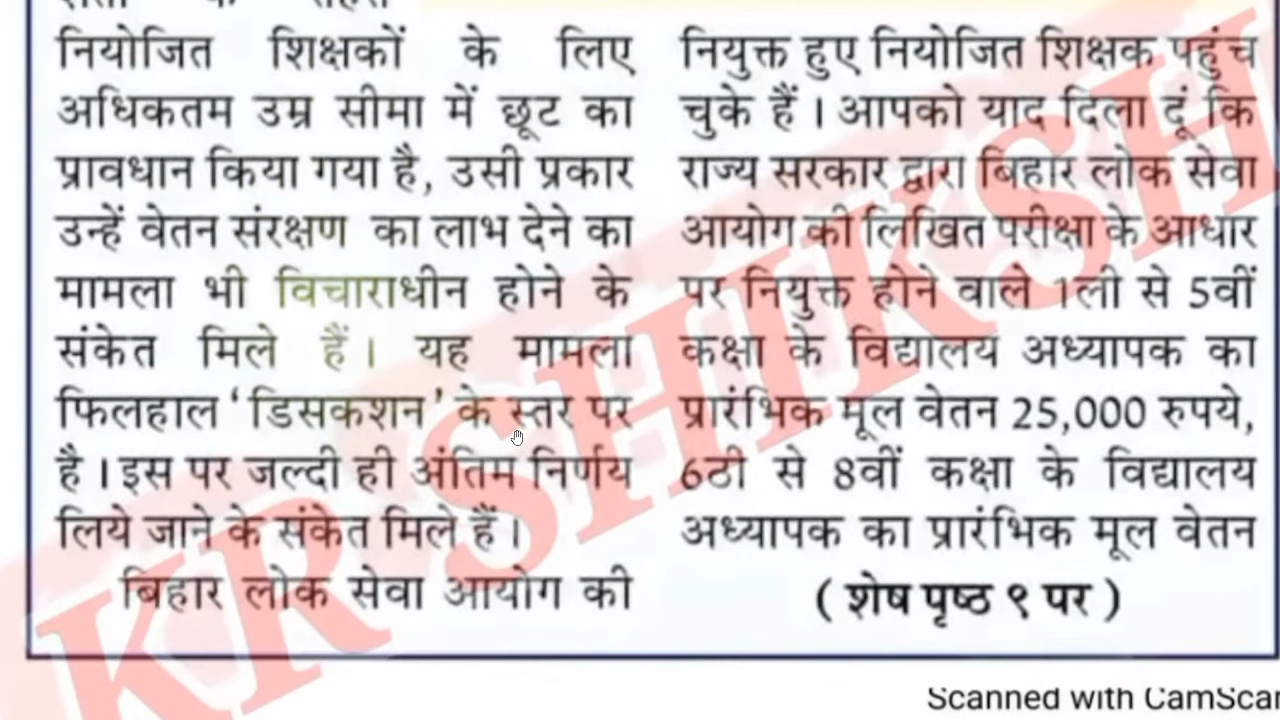 नियोजित शिक्षकों के लिए
अधिकतम उम्र सीमा में छूट का
प्रावधान किया गया है, उसी प्रकार
उन्हें वेतन संरक्षण का लाभ देने का
मामला भी विचाराधीन होने के
संकेत मिले हैं।  यह मामला
फिलहाल ‘डिसकशन’ के स्तर पर
है। इस पर जल्दी ही अंतिम निर्णय
लिये जाने के संकेत मिले हैं।
बिहार लोक सेवा आयोग की
नियुक्त हुए नियोजित शिक्षक पहुंच
चुके हैं। आपको याद दिला दूं कि
राज्य सरकार द्वारा बिहार लोक सेवा
आयोग की लिखित परीक्षा के आधार
पर नियुक्त होने वाले 1ली से 5वीं
कक्षा के विद्यालय अध्यापक का
प्रारंभिक मूल वेतन 25,000 रुपये,
6ठी से 8वीं कक्षा के विद्यालय
अध्यापक का प्रारंभिक मूल वेतन
( शेष पृष्ठ ९ पर )
KR SHIKSH
Scanned with CamScan